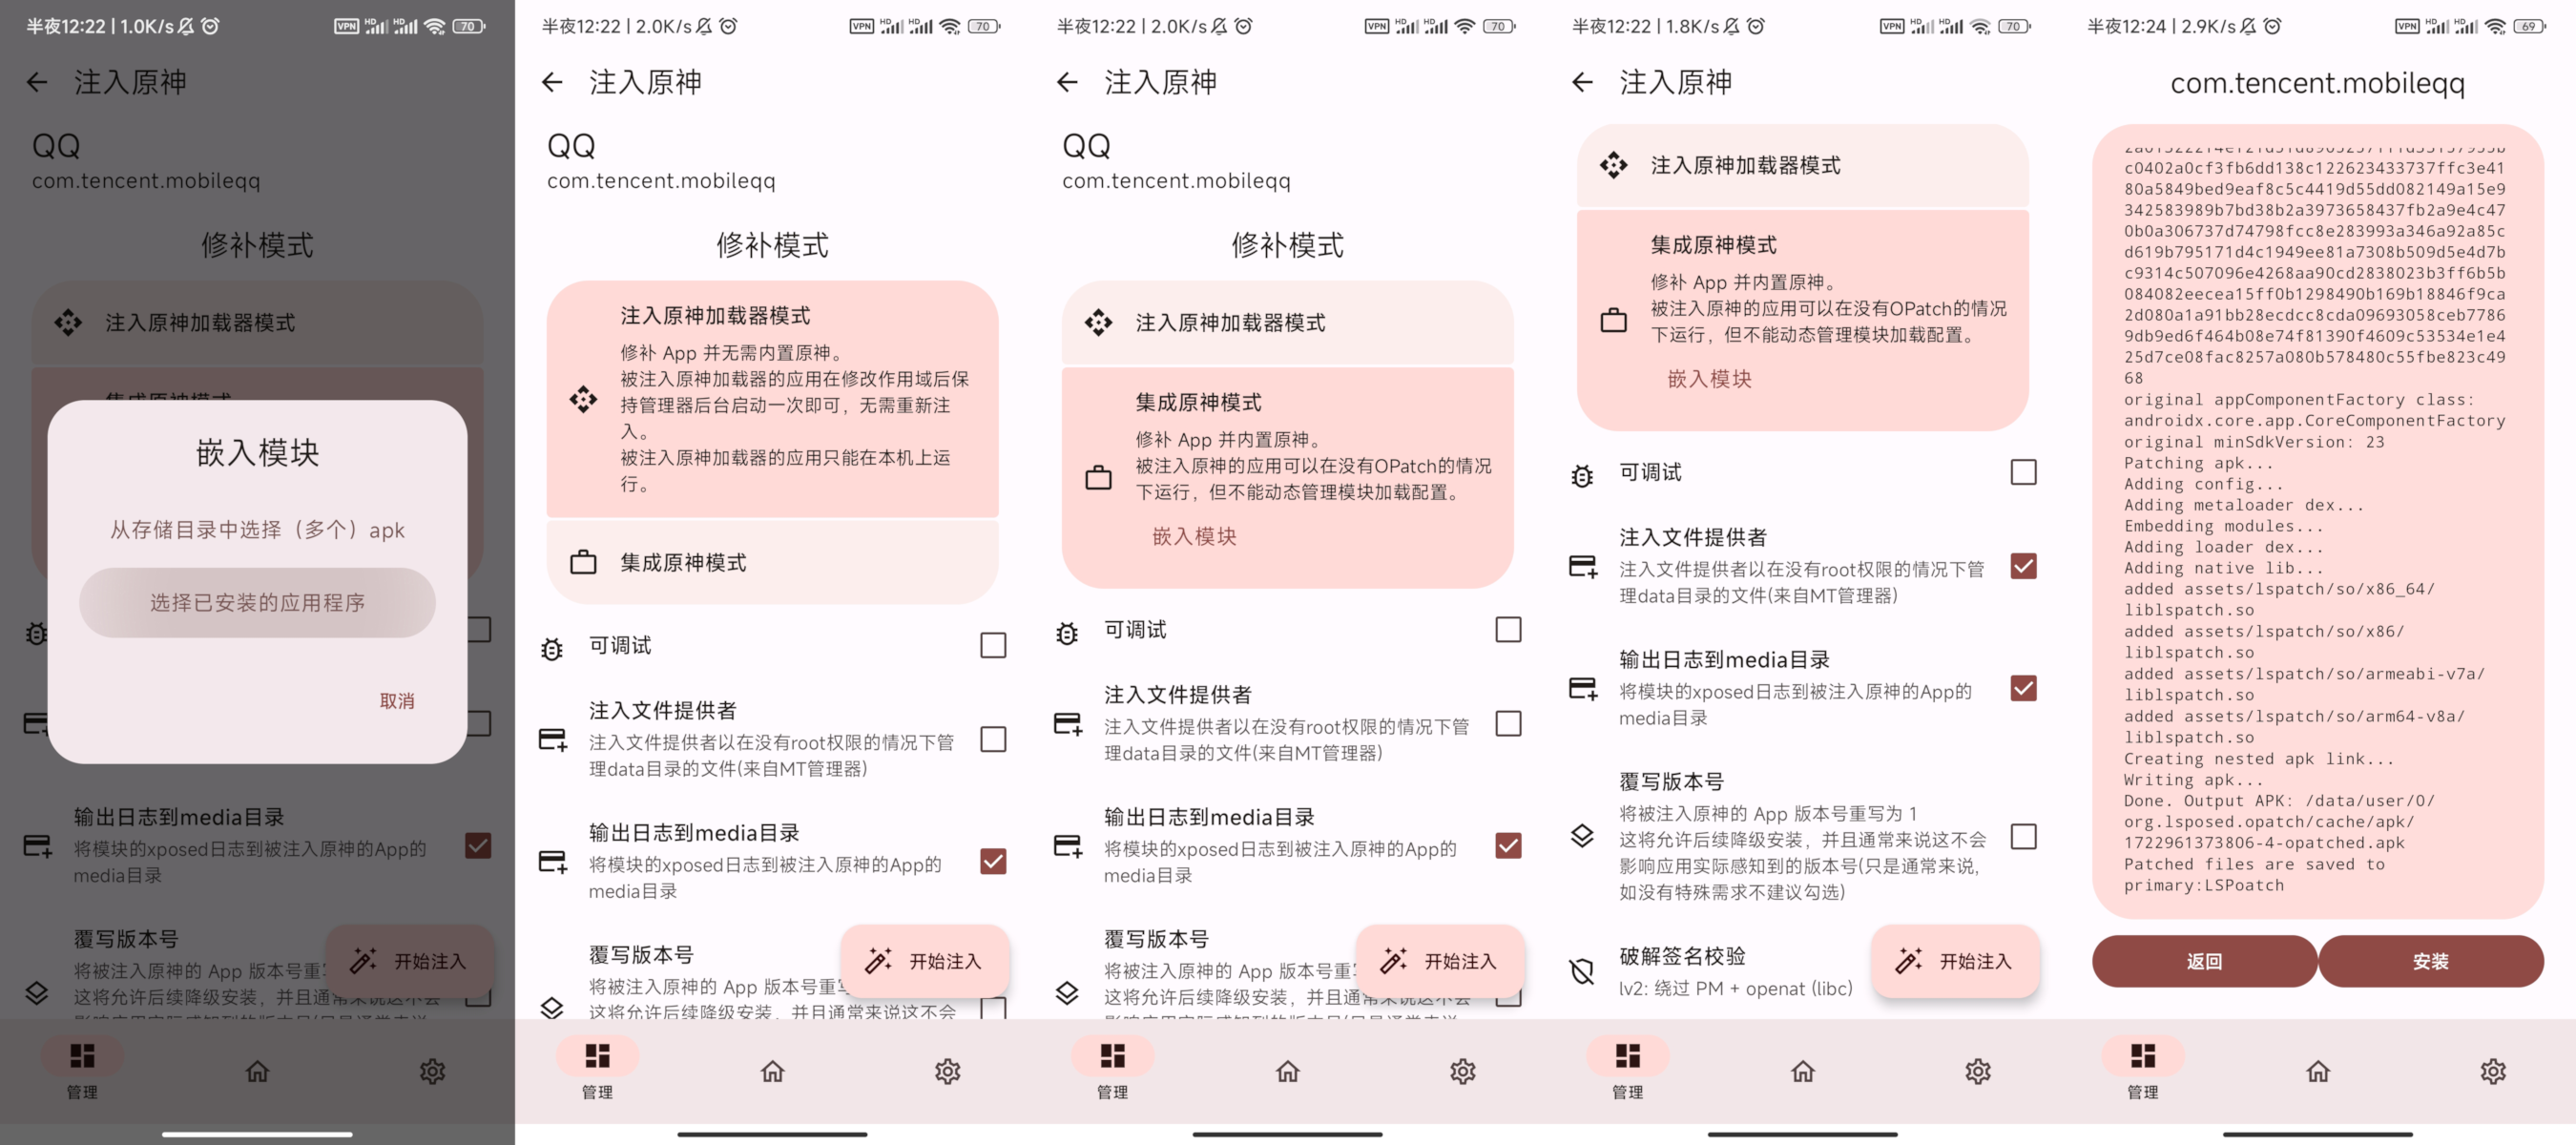 半夜12:22 | 1.0K/s
VPN HD HD 70
注入原神
QQ
com.tencent.mobileqq
修补模式
注入原神加载器模式
嵌入模块
从存储目录中选择（多个）apk
选择已安装的应用程序
取消
输出日志到media目录
将模块的xposed日志到被注入原神的App的
media目录
覆写版本号
将被注入原神的 App 版本号重
这将允许后续降级安装，并且通常来说这不会
开始注入
管理
半夜12:22 | 2.0K/s
VPN HD HD 70
注入原神
QQ
com.tencent.mobileqq
修补模式
注入原神加载器模式
修补 App 并无需内置原神。
被注入原神加载器的应用在修改作用域后保
持管理器后台启动一次即可，无需重新注
入。
被注入原神加载器的应用只能在本机上运
行。
集成原神模式
可调试
注入文件提供者
注入文件提供者以在没有root权限的情况下管
理data目录的文件(来自MT管理器)
输出日志到media目录
将模块的xposed日志到被注入原神的App的
media目录
覆写版本号
将被注入原神的 App 版本号重
这将允许后续降级安装，并且通常来说这不会
开始注入
管理
半夜12:22 | 2.0K/s
VPN HD HD 70
注入原神
QQ
com.tencent.mobileqq
修补模式
注入原神加载器模式
集成原神模式
修补 App 并内置原神。
被注入原神的应用可以在没有OPatch的情况
下运行，但不能动态管理模块加载配置。
嵌入模块
可调试
注入文件提供者
注入文件提供者以在没有root权限的情况下管
理data目录的文件(来自MT管理器)
输出日志到media目录
将模块的xposed日志到被注入原神的App的
media目录
覆写版本号
将被注入原神的 App 版本号重
这将允许后续降级安装，并且通常来说这不会
开始注入
管理
半夜12:22 | 1.8K/s
VPN HD HD 70
注入原神
注入原神加载器模式
集成原神模式
修补 App 并内置原神。
被注入原神的应用可以在没有OPatch的情况
下运行，但不能动态管理模块加载配置。
嵌入模块
可调试
注入文件提供者
注入文件提供者以在没有root权限的情况下管
理data目录的文件(来自MT管理器)
输出日志到media目录
将模块的xposed日志到被注入原神的App的
media目录
覆写版本号
将被注入原神的 App 版本号重写为 1
这将允许后续降级安装，并且通常来说这不会
影响应用实际感知到的版本号(只是通常来说,
如没有特殊需求不建议勾选)
破解签名校验
lv2: 绕过 PM + openat (libc)
开始注入
管理
半夜12:24 | 2.9K/s
VPN HD HD 69
com.tencent.mobileqq
c0402a0cf3fb6dd138c122623433737ffc3e41
80a5849bed9eaf8c5c4419d55dd082149a15e9
342583989b7bd38b2a3973658437fb2a9e4c47
0b0a306737d74798fcc8e283993a346a92a85c
d619b795171d4c1949ee81a7308b509d5e4d7b
c9314c507096e4268aa90cd2838023b3ff6b5b
084082eecea15ff0b1298490b169b18846f9ca
2d080a1a91bb28ecdcc8cda09693058ceb7786
9db9ed6f464b08e74f81390f4609c53534e1e4
25d7ce08fac8257a080b578480c55fbe823c49
68
original appComponentFactory class:
androidx.core.app.CoreComponentFactory
original minSdkVersion: 23
Patching apk...
Adding config...
Adding metaloader dex...
Embedding modules...
Adding loader dex...
Adding native lib...
added assets/lspatch/so/x86_64/
liblspatch.so
added assets/lspatch/so/x86/
liblspatch.so
added assets/lspatch/so/armeabi-v7a/
liblspatch.so
added assets/lspatch/so/arm64-v8a/
liblspatch.so
Creating nested apk link...
Writing apk...
Done. Output APK: /data/user/0/
org.lsposed.opatch/cache/apk/
1722961373806-4-opatched.apk
Patched files are saved to
primary:LSPoatch
返回
安装
管理